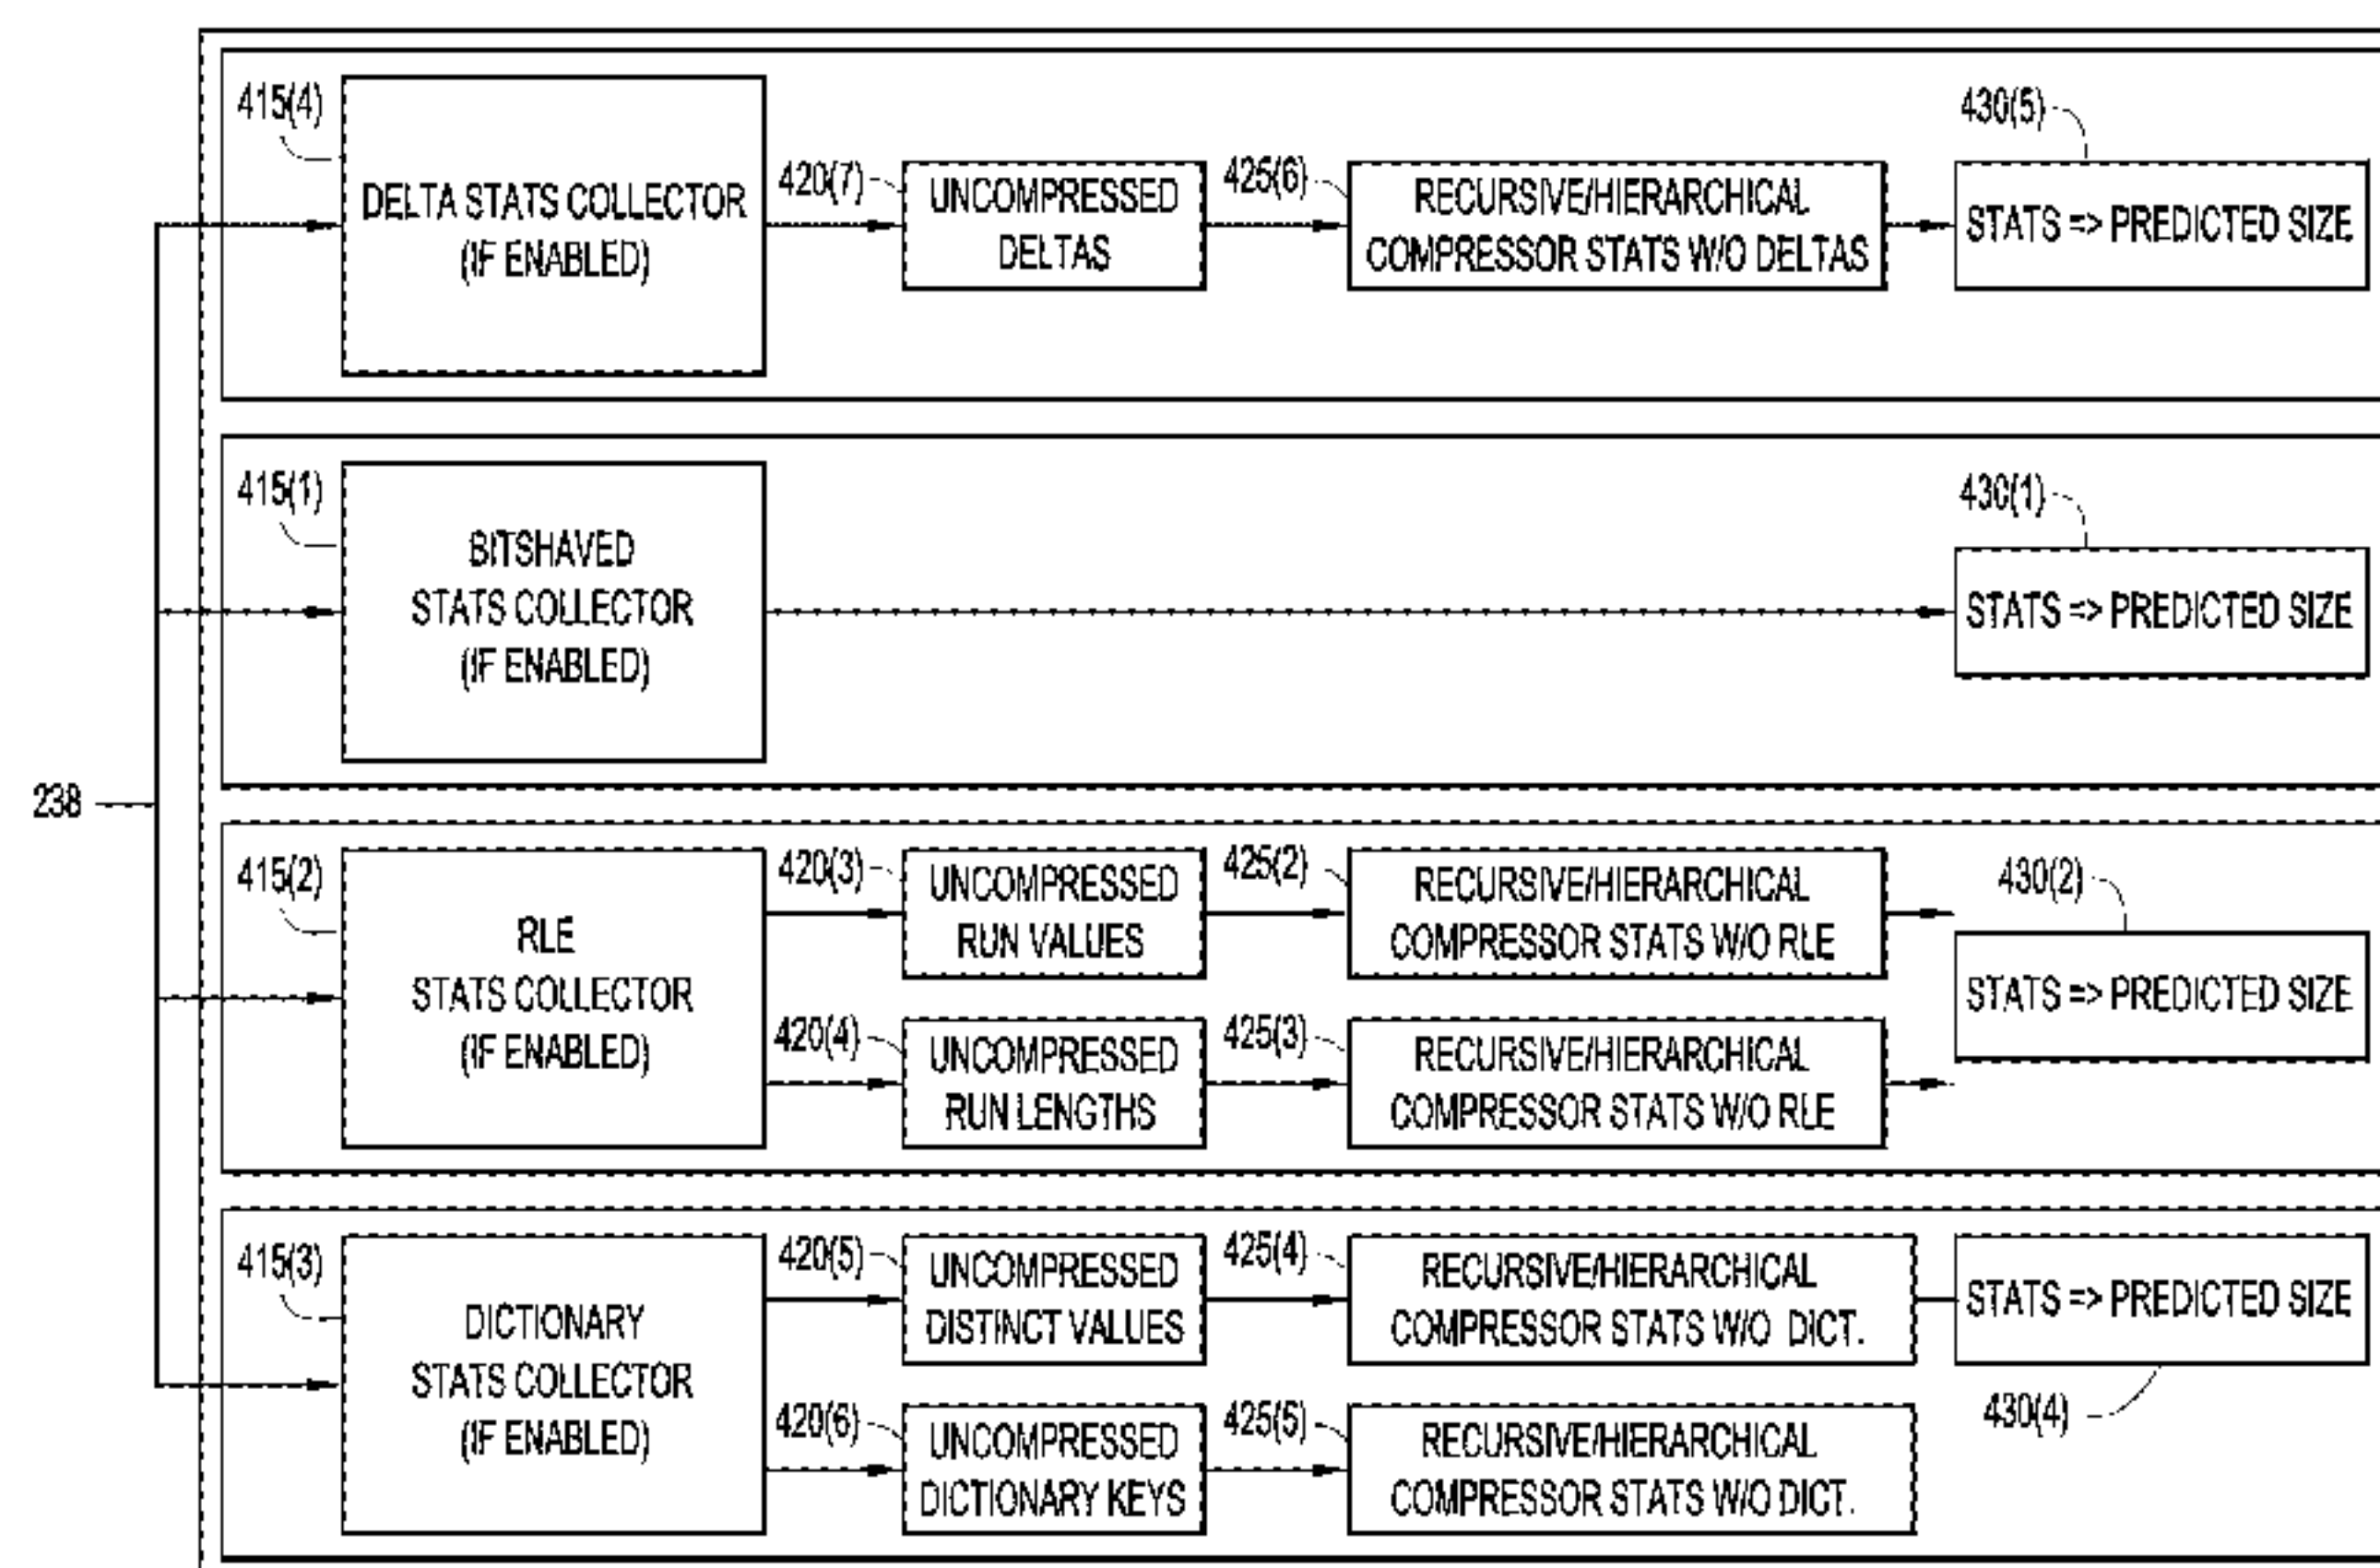 415(4)
DELTA STATS COLLECTOR
(IF ENABLED)
420(7)
UNCOMPRESSED
DELTAS
425(6)
RECURSIVE/HIERARCHICAL
COMPRESSOR STATS W/O DELTAS
430(5)
STATS => PREDICTED SIZE
415(1)
BITSHAVED
STATS COLLECTOR
(IF ENABLED)
430(1)
STATS => PREDICTED SIZE
238
415(2)
RLE
STATS COLLECTOR
(IF ENABLED)
420(3)
UNCOMPRESSED
RUN VALUES
425(2)
RECURSIVE/HIERARCHICAL
COMPRESSOR STATS W/O RLE
420(4)
UNCOMPRESSED
RUN LENGTHS
425(3)
RECURSIVE/HIERARCHICAL
COMPRESSOR STATS W/O RLE
430(2)
STATS => PREDICTED SIZE
415(3)
DICTIONARY
STATS COLLECTOR
(IF ENABLED)
420(5)
UNCOMPRESSED
DISTINCT VALUES
425(4)
RECURSIVE/HIERARCHICAL
COMPRESSOR STATS W/O DICT.
STATS => PREDICTED SIZE
430(4)
420(6)
UNCOMPRESSED
DICTIONARY KEYS
425(5)
RECURSIVE/HIERARCHICAL
COMPRESSOR STATS W/O DICT.